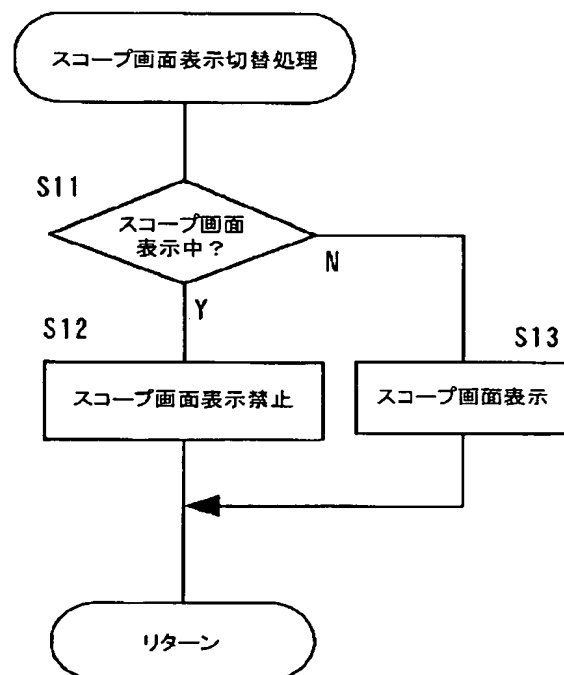 スコープ画面表示切替処理
S11
スコープ画面
表示中?
N
Y
S12
S13
スコープ画面表示禁止
スコープ画面表示
リターン